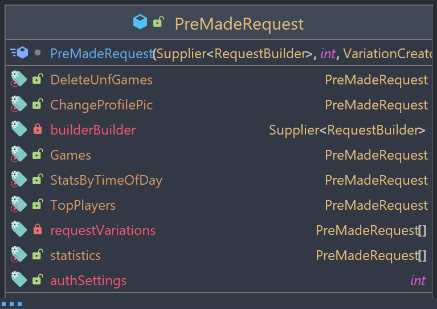 PreMadeRequest
PreMadeRequest(Supplier<RequestBuilder>, int, VariationCreato
DeleteUnfGames PreMadeRequest
ChangeProfilePic PreMadeRequest
builderBuilder Supplier<RequestBuilder>
Games PreMadeRequest
StatsByTimeOfDay PreMadeRequest
TopPlayers PreMadeRequest
requestVariations PreMadeRequest[]
statistics PreMadeRequest[]
authSettings int